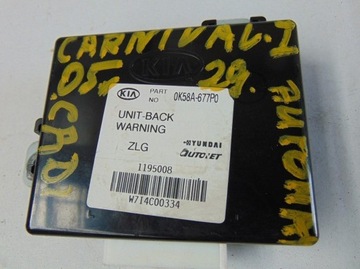 CARNIVAL. I
05. 29.
CRDI
AUTOMA
KIA
KIA PART NO 0K58A-677P0
UNIT-BACK
WARNING
ZLG
HYUNDAI
AUTONET
1195008
W7I4C00334